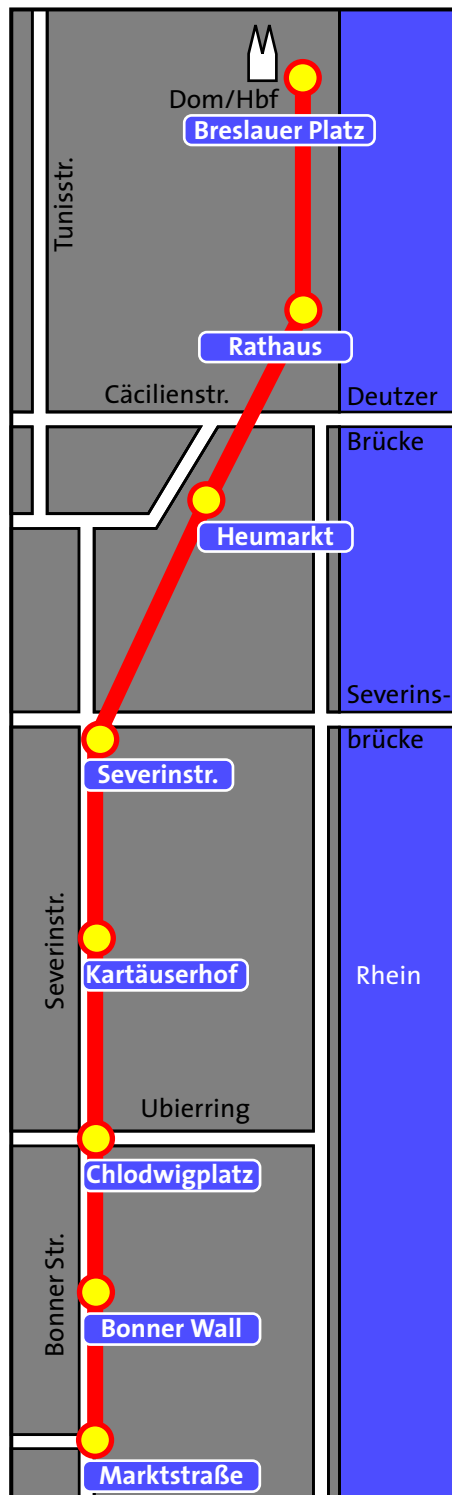 Dom/Hbf
Breslauer Platz
Tunisstr.
Rathaus
Cäcilienstr.
Deutzer
Brücke
Heumarkt
Severins-
brücke
Severinstr.
Severinstr.
Kartäuserhof
Rhein
Ubierring
Chlodwigplatz
Bonner Str.
Bonner Wall
Marktstraße